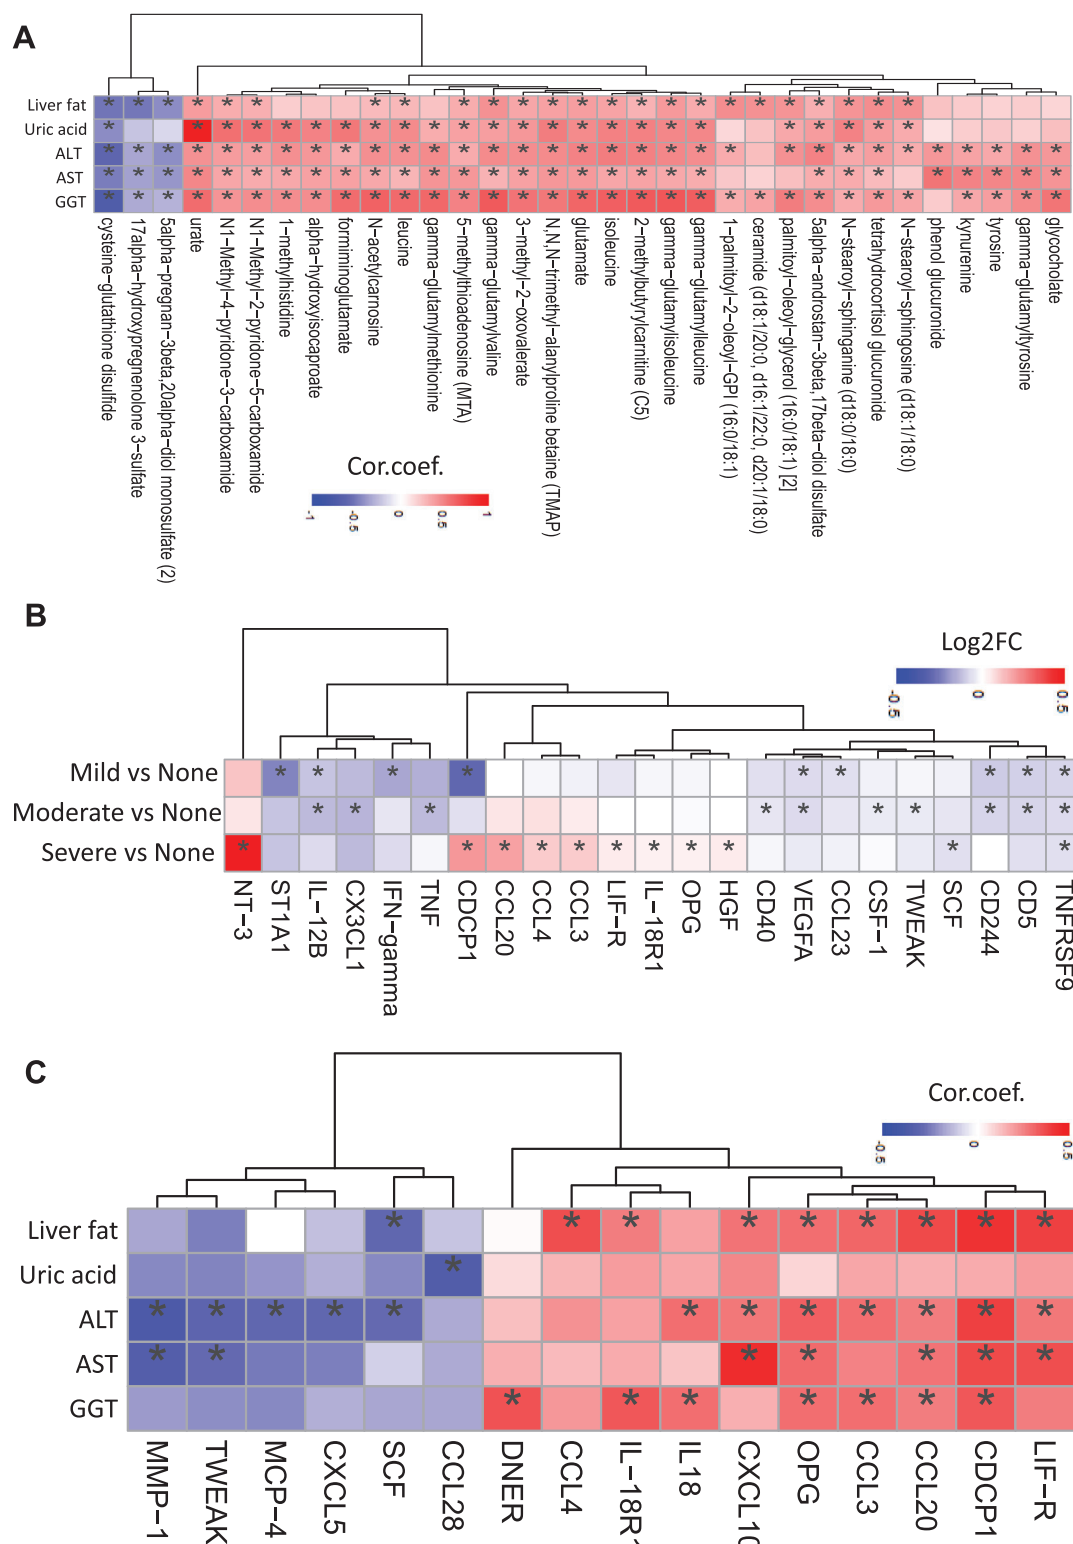 A
Liver fat
Uric acid
ALT
AST
GGT
cysteine−glutathione disulfide
17alpha−hydroxypregnenolone 3−sulfate
5alpha−pregnan−3beta,20alpha−diol monosulfate (2)
urate
N1−Methyl−4−pyridone−3−carboxamide
N1−Methyl−2−pyridone−5−carboxamide
1−methylhistidine
alpha−hydroxyisocaproate
formiminoglutamate
N−acetylcarnosine
leucine
gamma−glutamylmethionine
5−methylthioadenosine (MTA)
gamma−glutamylvaline
3−methyl−2−oxovalerate
N,N,N−trimethyl−alanylproline betaine (TMAP)
glutamate
isoleucine
2−methylbutyrylcarnitine (C5)
gamma−glutamylisoleucine
gamma−glutamylleucine
1−palmitoyl−2−oleoyl−GPI (16:0/18:1)
ceramide (d18:1/20:0, d16:1/22:0, d20:1/18:0)
palmitoyl−oleoyl−glycerol (16:0/18:1) [2]
5alpha−androstan−3beta,17beta−diol disulfate
N−stearoyl−sphinganine (d18:0/18:0)
tetrahydrocortisol glucuronide
N−stearoyl−sphingosine (d18:1/18:0)
phenol glucuronide
kynurenine
tyrosine
gamma−glutamyltyrosine
glycocholate
Cor.coef.
-1
-0.5
0
0.5
1
B
Log2FC
-0.5
0
0.5
Mild vs None
Moderate vs None
Severe vs None
NT−3
ST1A1
IL−12B
CX3CL1
IFN−gamma
TNF
CDCP1
CCL20
CCL4
CCL3
LIF−R
IL−18R1
OPG
HGF
CD40
VEGFA
CCL23
CSF−1
TWEAK
SCF
CD244
CD5
TNFRSF9
C
Cor.coef.
-0.5
0
0.5
Liver fat
Uric acid
ALT
AST
GGT
MMP−1
TWEAK
MCP−4
CXCL5
SCF
CCL28
DNER
CCL4
IL−18R1
IL18
CXCL10
OPG
CCL3
CCL20
CDCP1
LIF−R